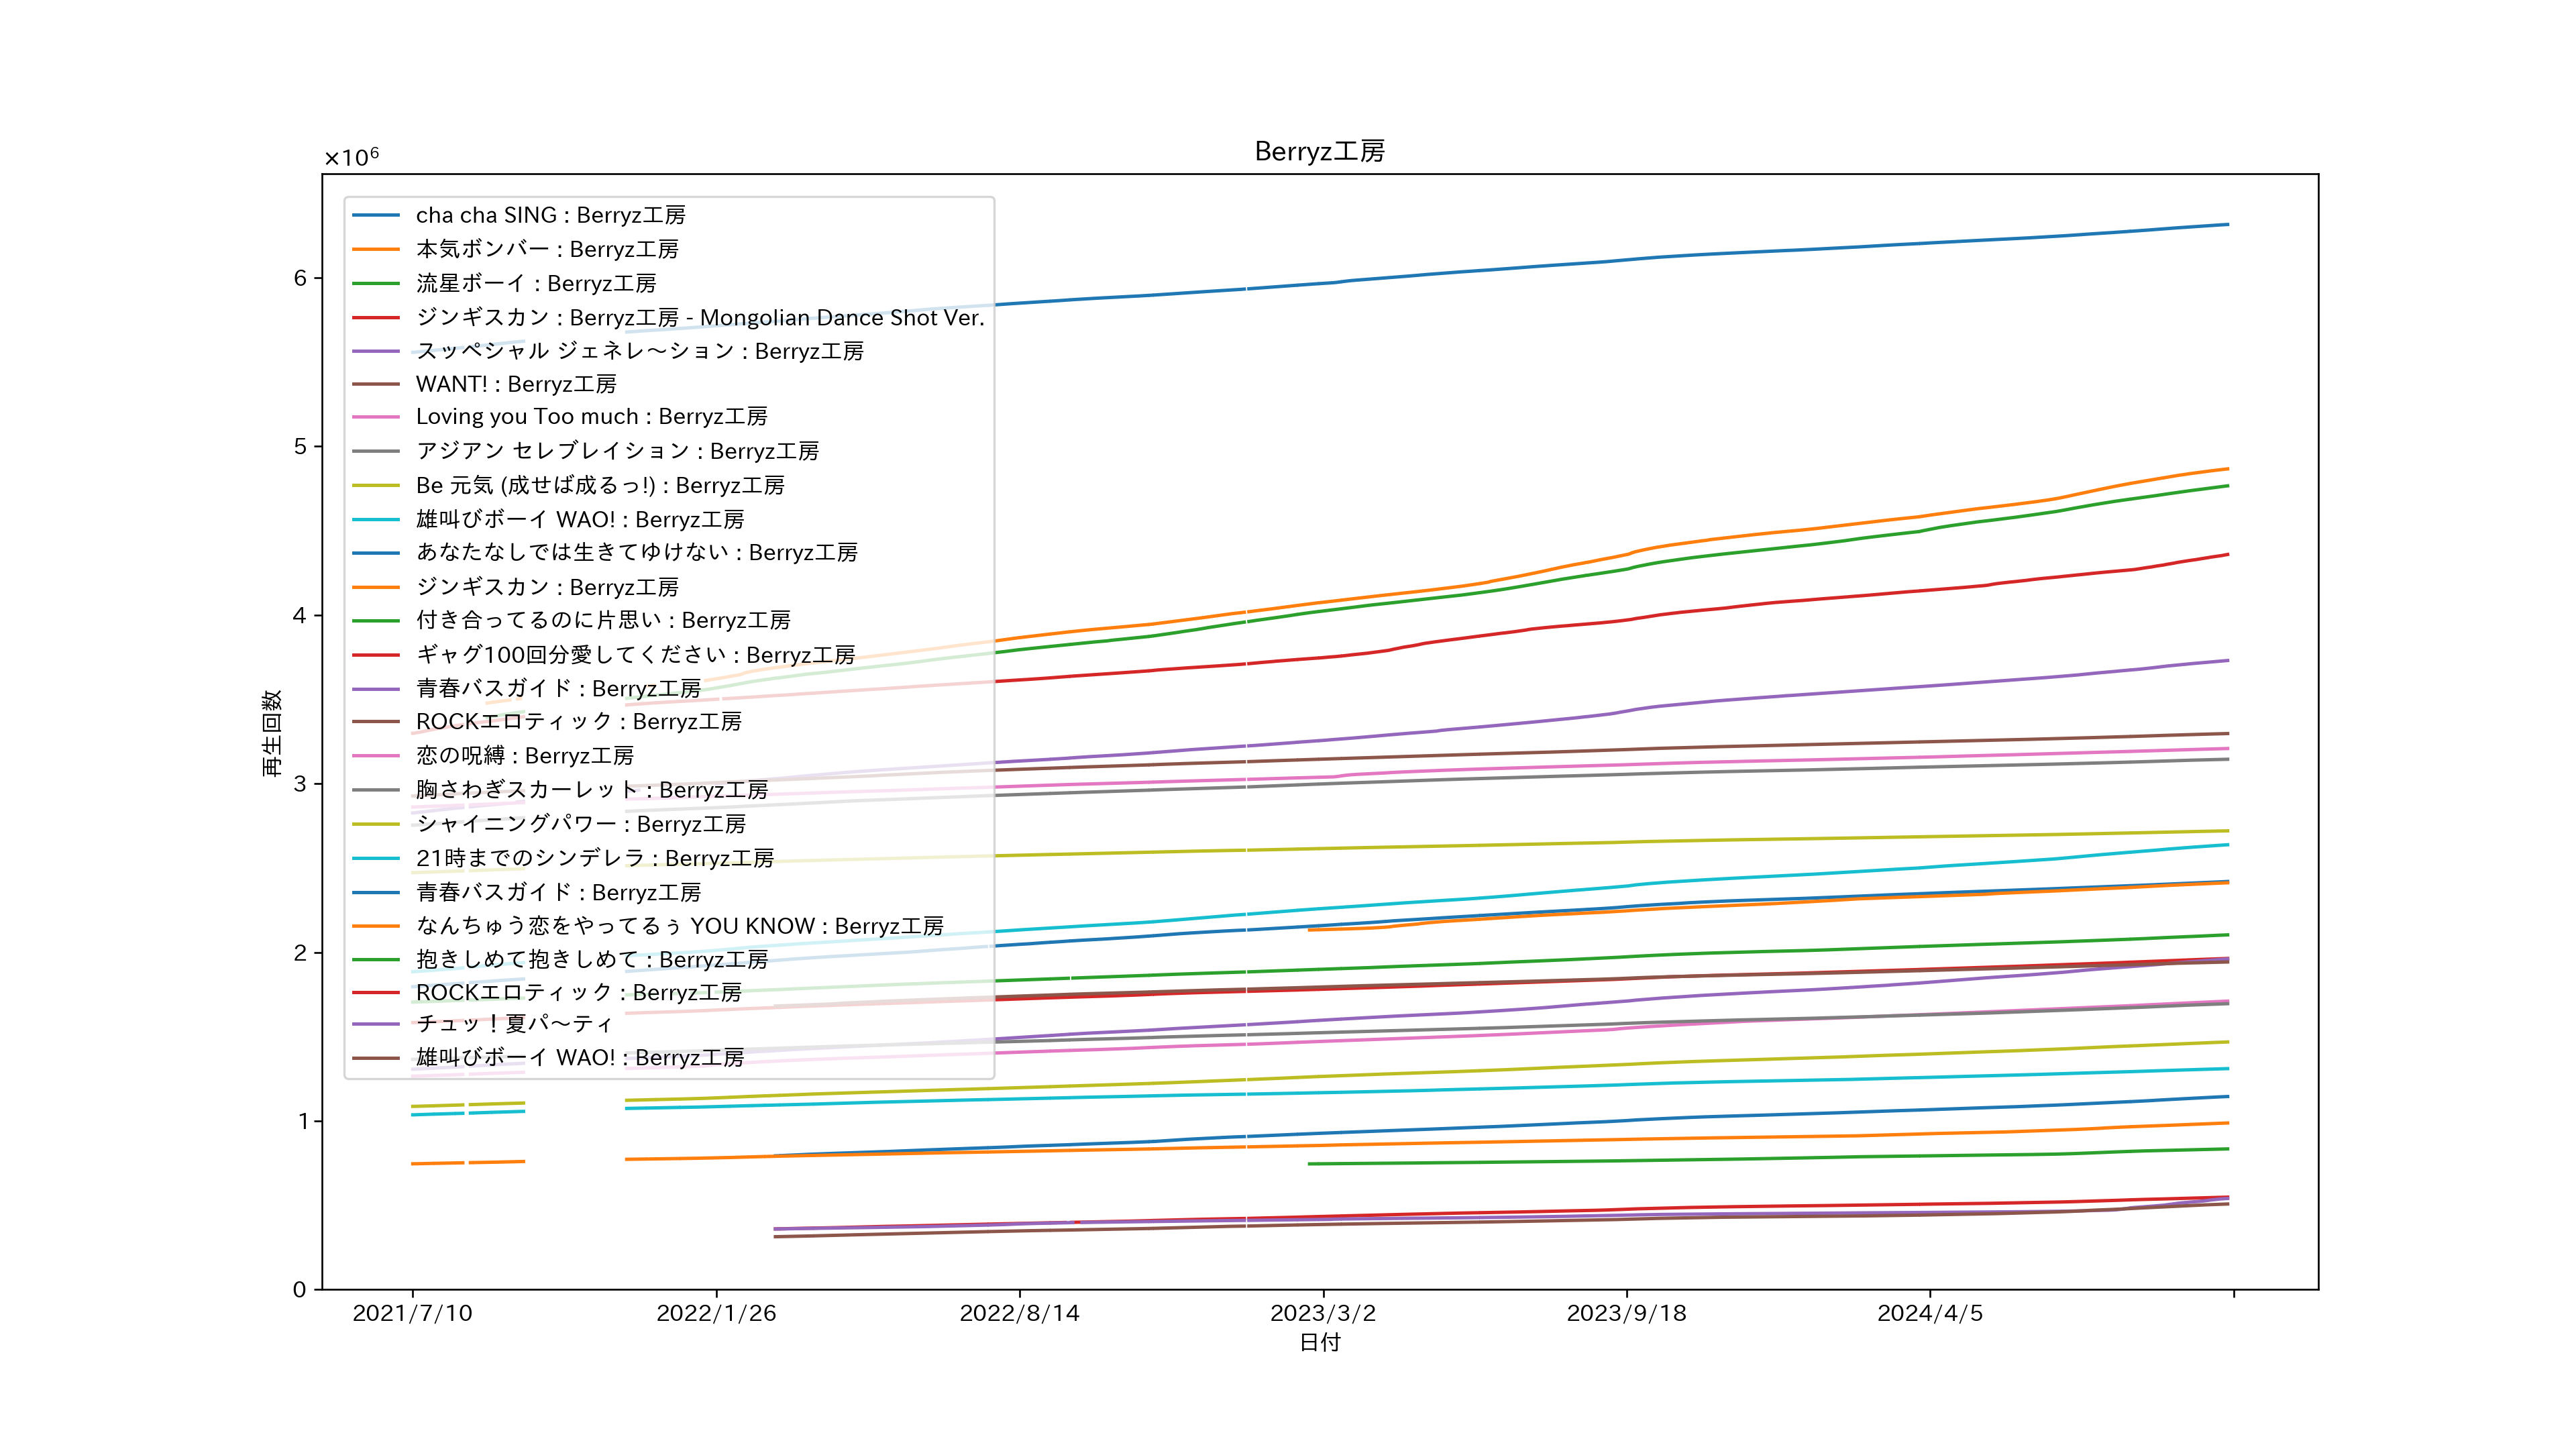 Berryz工房
×10⁶
cha cha SING : Berryz工房
本気ボンバー : Berryz工房
流星ボーイ : Berryz工房
ジンギスカン : Berryz工房 - Mongolian Dance Shot Ver.
スッペシャル ジェネレ〜ション : Berryz工房
WANT! : Berryz工房
Loving you Too much : Berryz工房
アジアン セレブレイション : Berryz工房
Be 元気 (成せば成るっ!) : Berryz工房
雄叫びボーイ WAO! : Berryz工房
あなたなしでは生きてゆけない : Berryz工房
ジンギスカン : Berryz工房
付き合ってるのに片思い : Berryz工房
ギャグ100回分愛してください : Berryz工房
青春バスガイド : Berryz工房
ROCKエロティック : Berryz工房
恋の呪縛 : Berryz工房
胸さわぎスカーレット : Berryz工房
シャイニングパワー : Berryz工房
21時までのシンデレラ : Berryz工房
青春バスガイド : Berryz工房
なんちゅう恋をやってるぅ YOU KNOW : Berryz工房
抱きしめて抱きしめて : Berryz工房
ROCKエロティック : Berryz工房
チュッ！夏パ〜ティ
雄叫びボーイ WAO! : Berryz工房
6
5
4
3
2
1
0
再生回数
2021/7/10
2022/1/26
2022/8/14
2023/3/2
2023/9/18
2024/4/5
日付